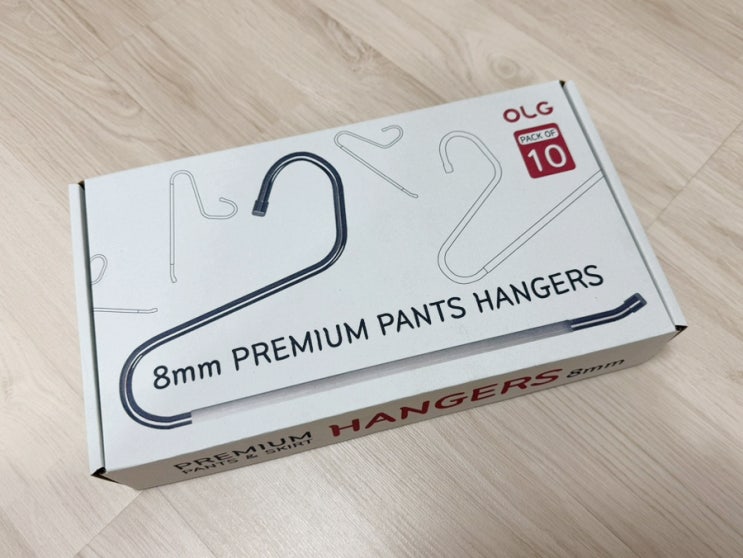 OLG
PACK OF
10
8mm PREMIUM PANTS HANGERS
PREMIUM
PANTS & SKIRT
HANGERS 8mm